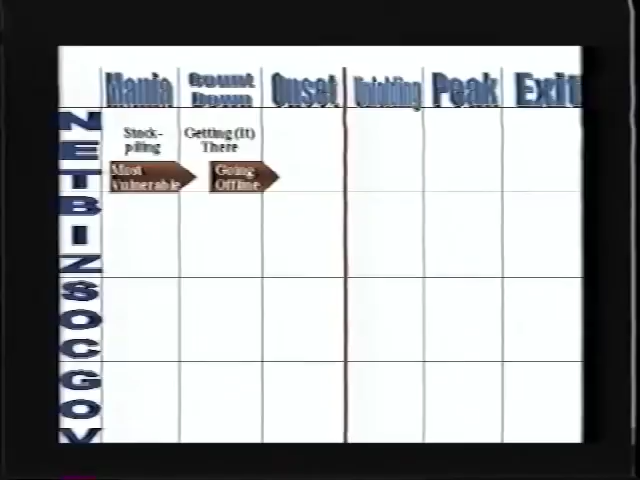 Mania
Count
Down
Onset
Unfolding
Peak
Exit
NET
BIZ
SOC
GOV
Stock-
piling
Getting (It)
There
Most
Vulnerable
Going
Offline